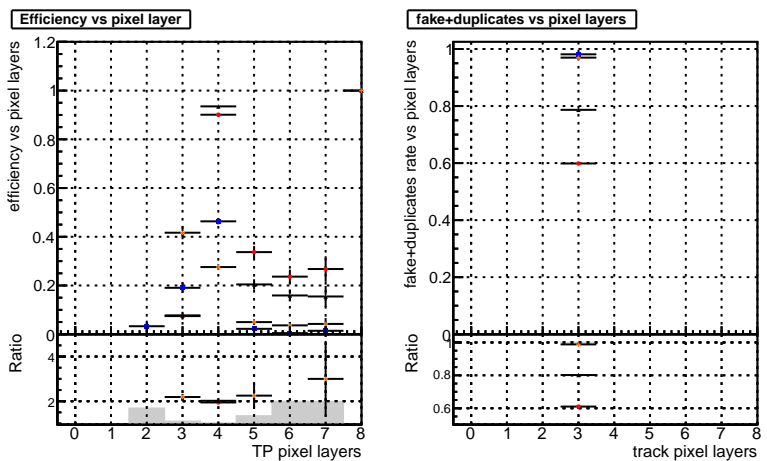 Efficiency vs pixel layer
efficiency vs pixel layers
1.2
1
0.8
0.6
0.4
0.2
0
Ratio
4
2
0 1 2 3 4 5 6 7 8
TP pixel layers
fake+duplicates vs pixel layers
fake+duplicates rate vs pixel layers
1
0.8
0.6
0.4
0.2
0
Ratio
1
0.8
0.6
0 1 2 3 4 5 6 7 8
track pixel layers